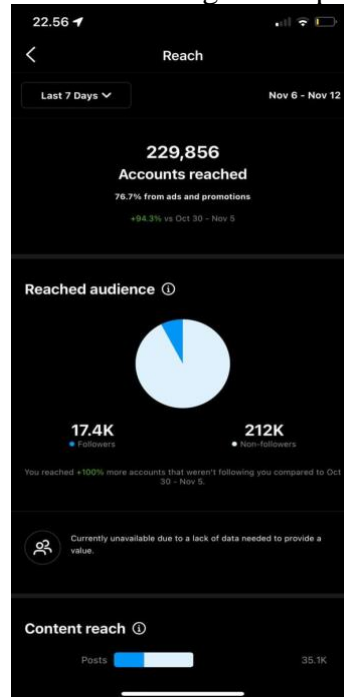 22.56
Reach
Last 7 Days
Nov 6 - Nov 12
229,856
Accounts reached
76.7% from ads and promotions
+94.3% vs Oct 30 - Nov 5
Reached audience
17.4K
Followers
212K
Non-followers
You reached +100% more accounts that weren't following you compared to Oct
30 - Nov 5.
Currently unavailable due to a lack of data needed to provide a
value.
Content reach
Posts
35.1K